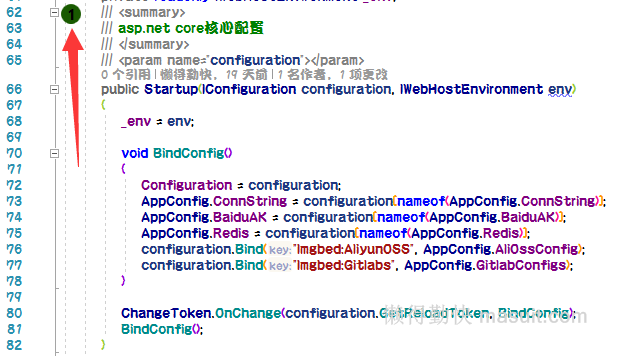 62 1 /// <summary>
63 /// asp.net core核心配置
64 /// </summary>
65 /// <param name="configuration"></param>
0 个引用 | 懒得勤快，19 天前 | 1 名作者，1 项更改
66 public Startup(IConfiguration configuration, IWebHostEnvironment env)
67 {
68 _env = env;
69
70 void BindConfig()
71 {
72 Configuration = configuration;
73 AppConfig.ConnString = configuration[nameof(AppConfig.ConnString)];
74 AppConfig.BaiduAK = configuration[nameof(AppConfig.BaiduAK)];
75 AppConfig.Redis = configuration[nameof(AppConfig.Redis)];
76 configuration.Bind(key:"Imgbed:AliyunOSS", AppConfig.AliOssConfig);
77 configuration.Bind(key:"Imgbed:Gitlabs", AppConfig.GitlabConfigs);
78 }
79
80 ChangeToken.OnChange(configuration.GetReloadToken, BindConfig);
81 BindConfig();
82 }
懒得勤快 masuit.com